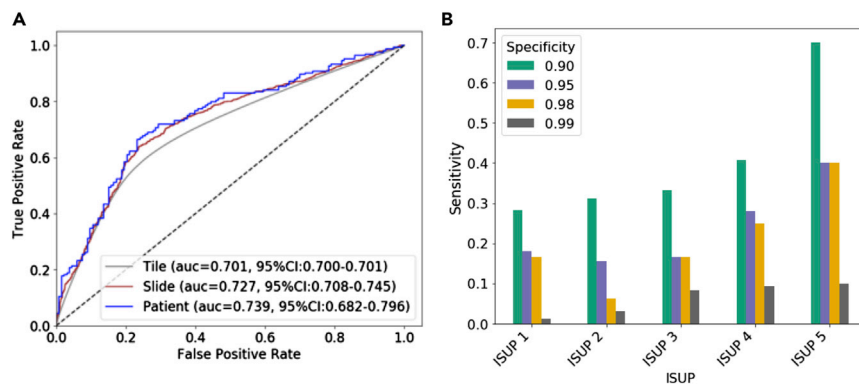 A
1.0
0.8
0.6
0.4
0.2
0.0
True Positive Rate
Tile (auc=0.701, 95%CI:0.700-0.701)
Slide (auc=0.727, 95%CI:0.708-0.745)
Patient (auc=0.739, 95%CI:0.682-0.796)
0.0 0.2 0.4 0.6 0.8 1.0
False Positive Rate
B
0.7
0.6
0.5
0.4
0.3
0.2
0.1
0.0
Sensitivity
Specificity
0.90
0.95
0.98
0.99
ISUP 1 ISUP 2 ISUP 3 ISUP 4 ISUP 5
ISUP